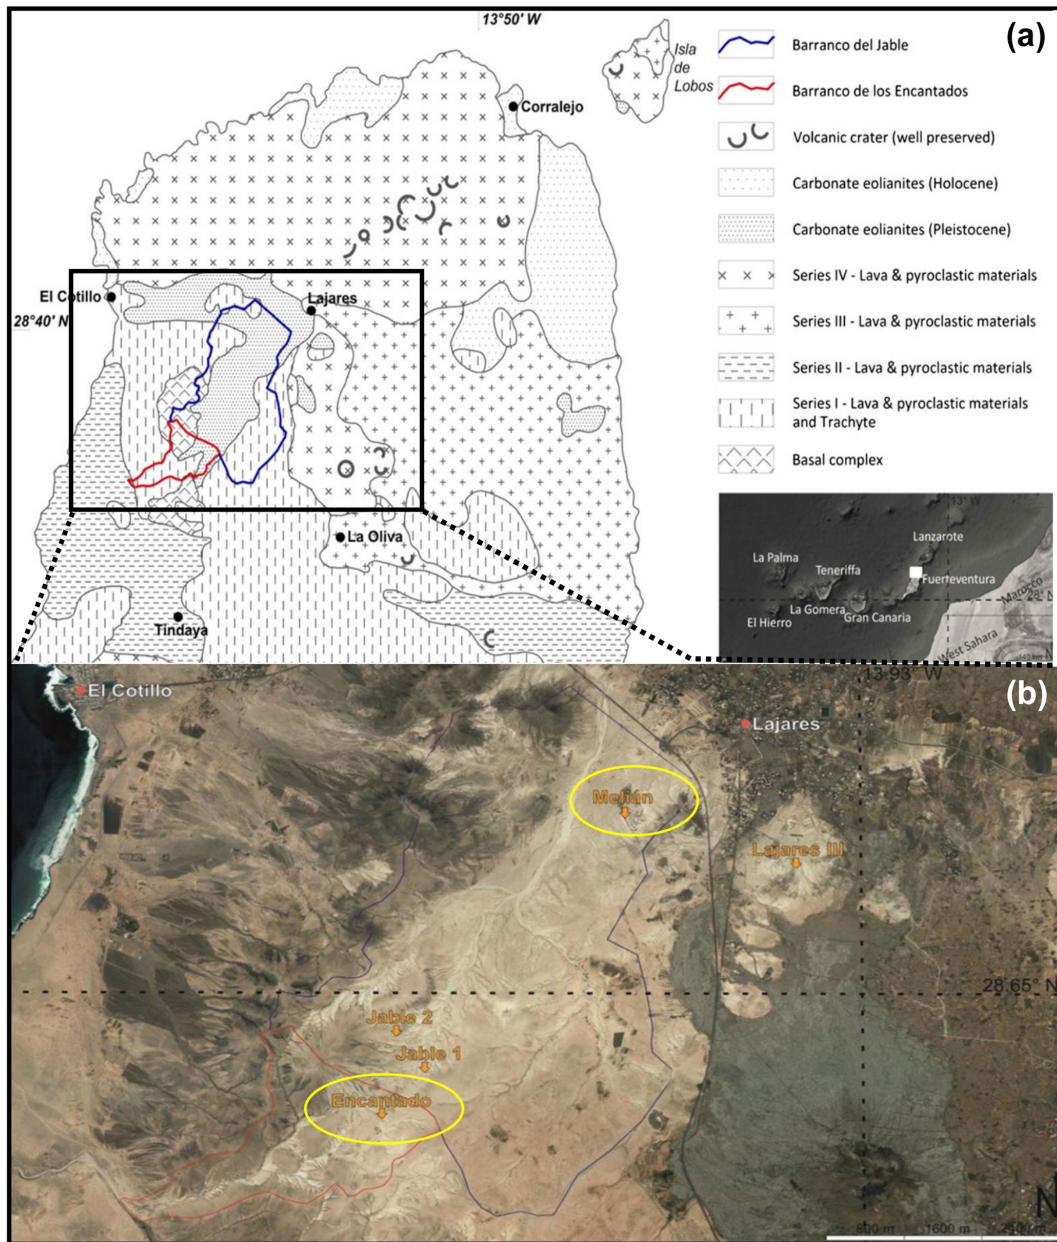 13°50' W
(a)
Isla
de
Lobos
Corralejo
El Cotillo
Lajares
28°40' N
La Oliva
Tindaya
Barranco del Jable
Barranco de los Encantados
Volcanic crater (well preserved)
Carbonate eolianites (Holocene)
Carbonate eolianites (Pleistocene)
Series IV - Lava & pyroclastic materials
Series III - Lava & pyroclastic materials
Series II - Lava & pyroclastic materials
Series I - Lava & pyroclastic materials
and Trachyte
Basal complex
13° W
Lanzarote
La Palma
Teneriffa
Fuerteventura
Marocco
28° N
La Gomera
Gran Canaria
El Hierro
West Sahara
13.93° W
(b)
El Cotillo
Lajares
Melián
Lajares III
28.65° N
Jable 2
Jable 1
Encantado
N
800 m 1600 m 2400 m